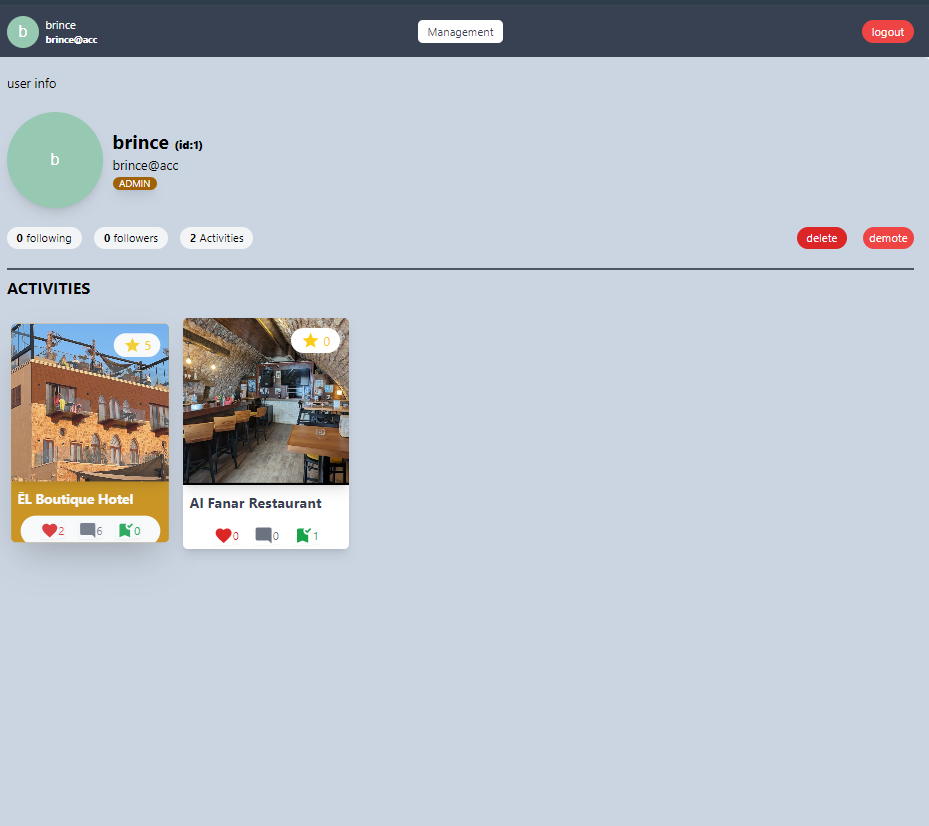 b
brince
brince@acc
Management
logout
user info
b
brince (id:1)
brince@acc
ADMIN
0 following
0 followers
2 Activities
delete
demote
ACTIVITIES
5
ËL Boutique Hotel
2
6
0
0
Al Fanar Restaurant
0
0
1